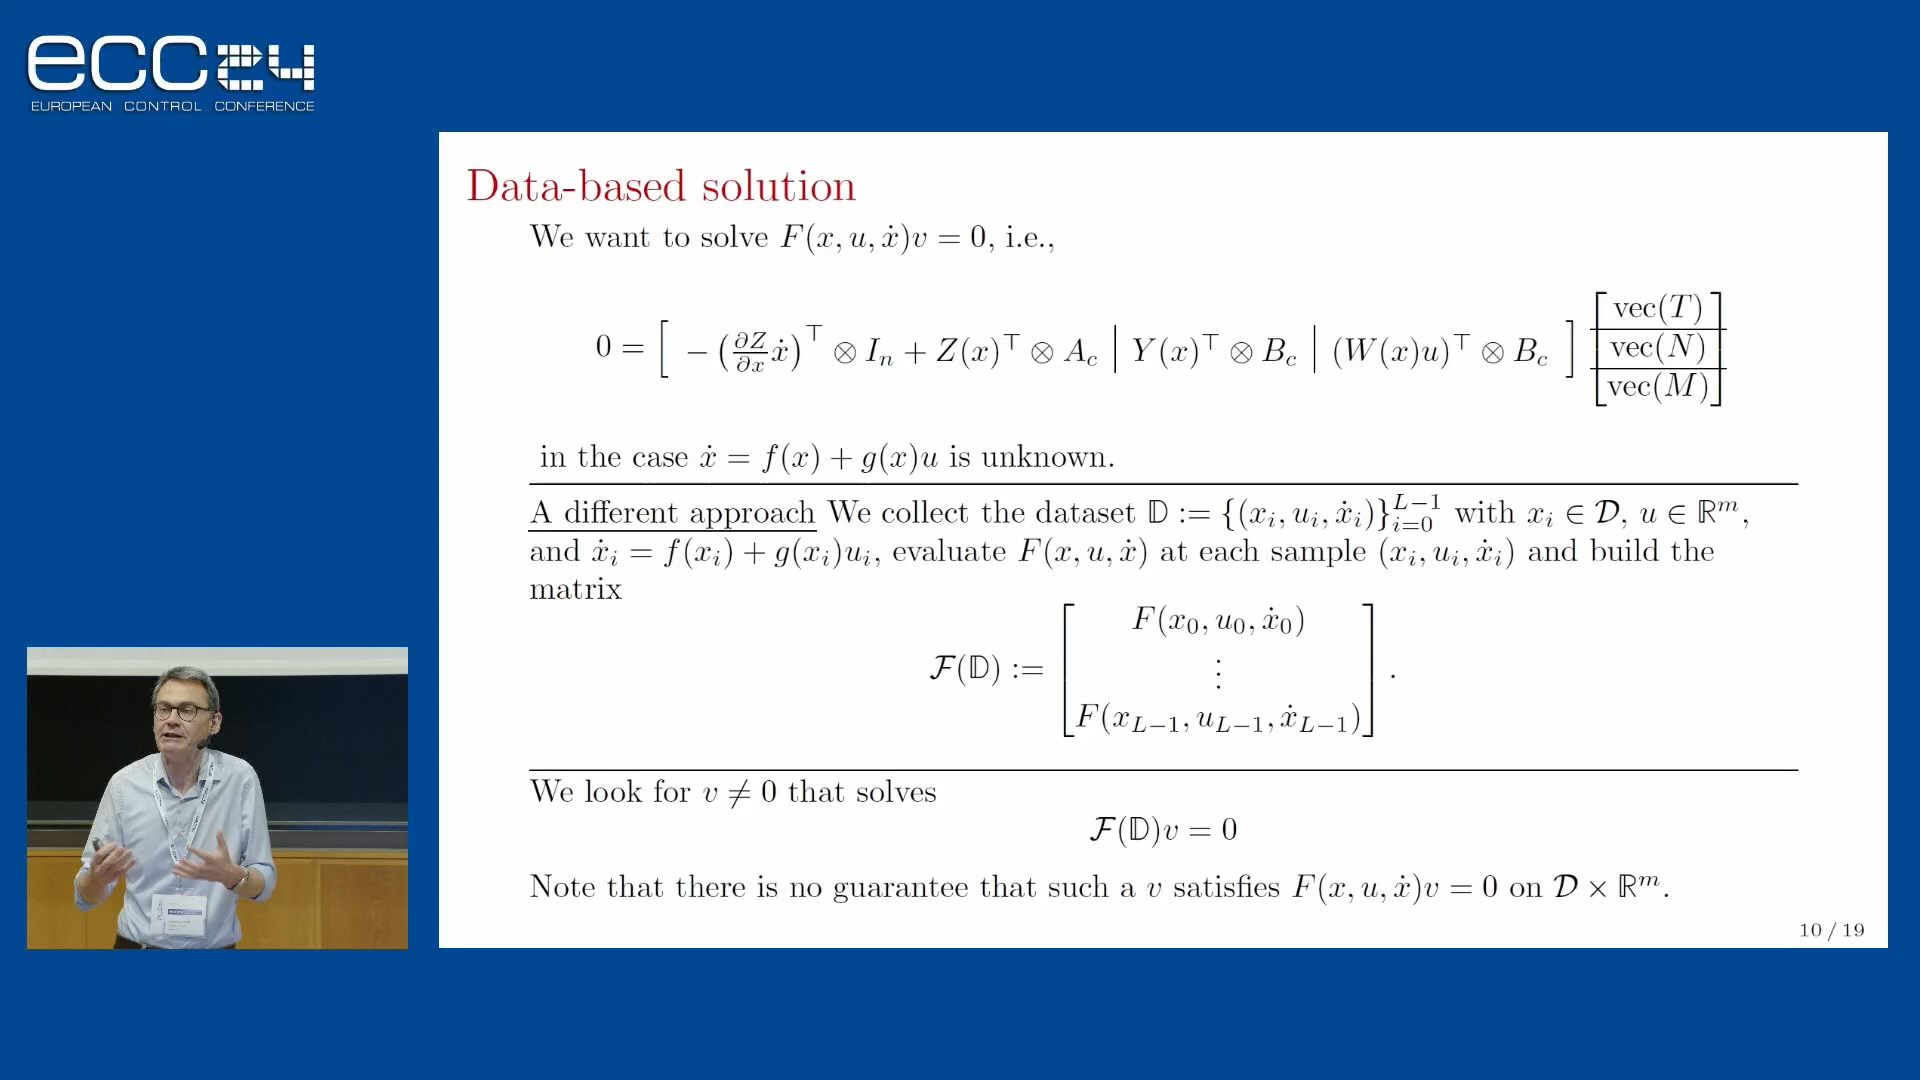 ecc24
EUROPEAN CONTROL CONFERENCE
Data-based solution
We want to solve F(x, u, ẋ)v = 0, i.e.,
0 = [ − (∂Z/∂x ẋ)^⊤ ⊗ I_n + Z(x)^⊤ ⊗ A_c | Y(x)^⊤ ⊗ B_c | (W(x)u)^⊤ ⊗ B_c ] [ vec(T) / vec(N) / vec(M) ]
in the case ẋ = f(x) + g(x)u is unknown.
A different approach We collect the dataset 𝔻 := {(x_i, u_i, ẋ_i)}_{i=0}^{L−1} with x_i ∈ 𝒟, u ∈ ℝ^m,
and ẋ_i = f(x_i) + g(x_i)u_i, evaluate F(x, u, ẋ) at each sample (x_i, u_i, ẋ_i) and build the
matrix
F(x_0, u_0, ẋ_0)
ℱ(𝔻) := ⋮ .
F(x_{L−1}, u_{L−1}, ẋ_{L−1})
We look for v ≠ 0 that solves
ℱ(𝔻)v = 0
Note that there is no guarantee that such a v satisfies F(x, u, ẋ)v = 0 on 𝒟 × ℝ^m.
10 / 19